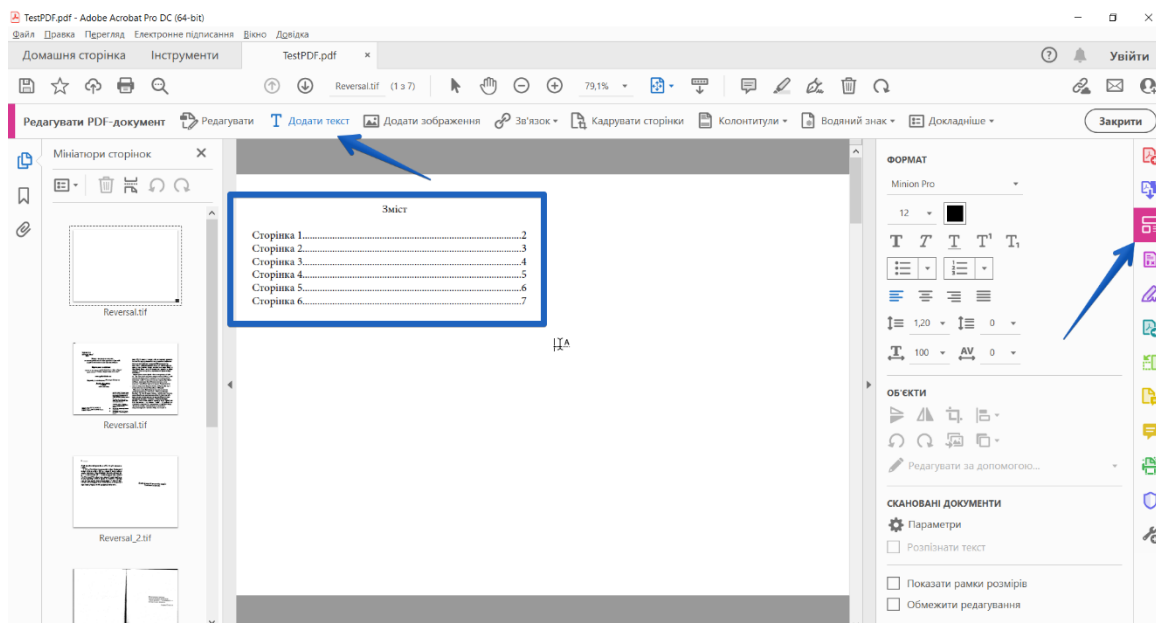 TestPDF.pdf - Adobe Acrobat Pro DC (64-bit)
Файл Правка Перегляд Електронне підписання Вікно Довідка
Домашня сторінка Інструменти TestPDF.pdf × Увійти
Reversal.tif (1 з 7) 79,1%
Редагувати PDF-документ Редагувати Додати текст Додати зображення Зв'язок Кадрувати сторінки Колонтитули Водяний знак Докладніше Закрити
Мініатюри сторінок
Reversal.tif
Reversal.tif
Reversal_2.tif
Зміст
Сторінка 1.......................................................................................2
Сторінка 2.......................................................................................3
Сторінка 3.......................................................................................4
Сторінка 4.......................................................................................5
Сторінка 5.......................................................................................6
Сторінка 6.......................................................................................7
ФОРМАТ
Minion Pro
12
T T T T¹ T₁
1,20 0
100 AV 0
ОБ'ЄКТИ
Редагувати за допомогою...
СКАНОВАНІ ДОКУМЕНТИ
Параметри
Розпізнати текст
Показати рамки розмірів
Обмежити редагування